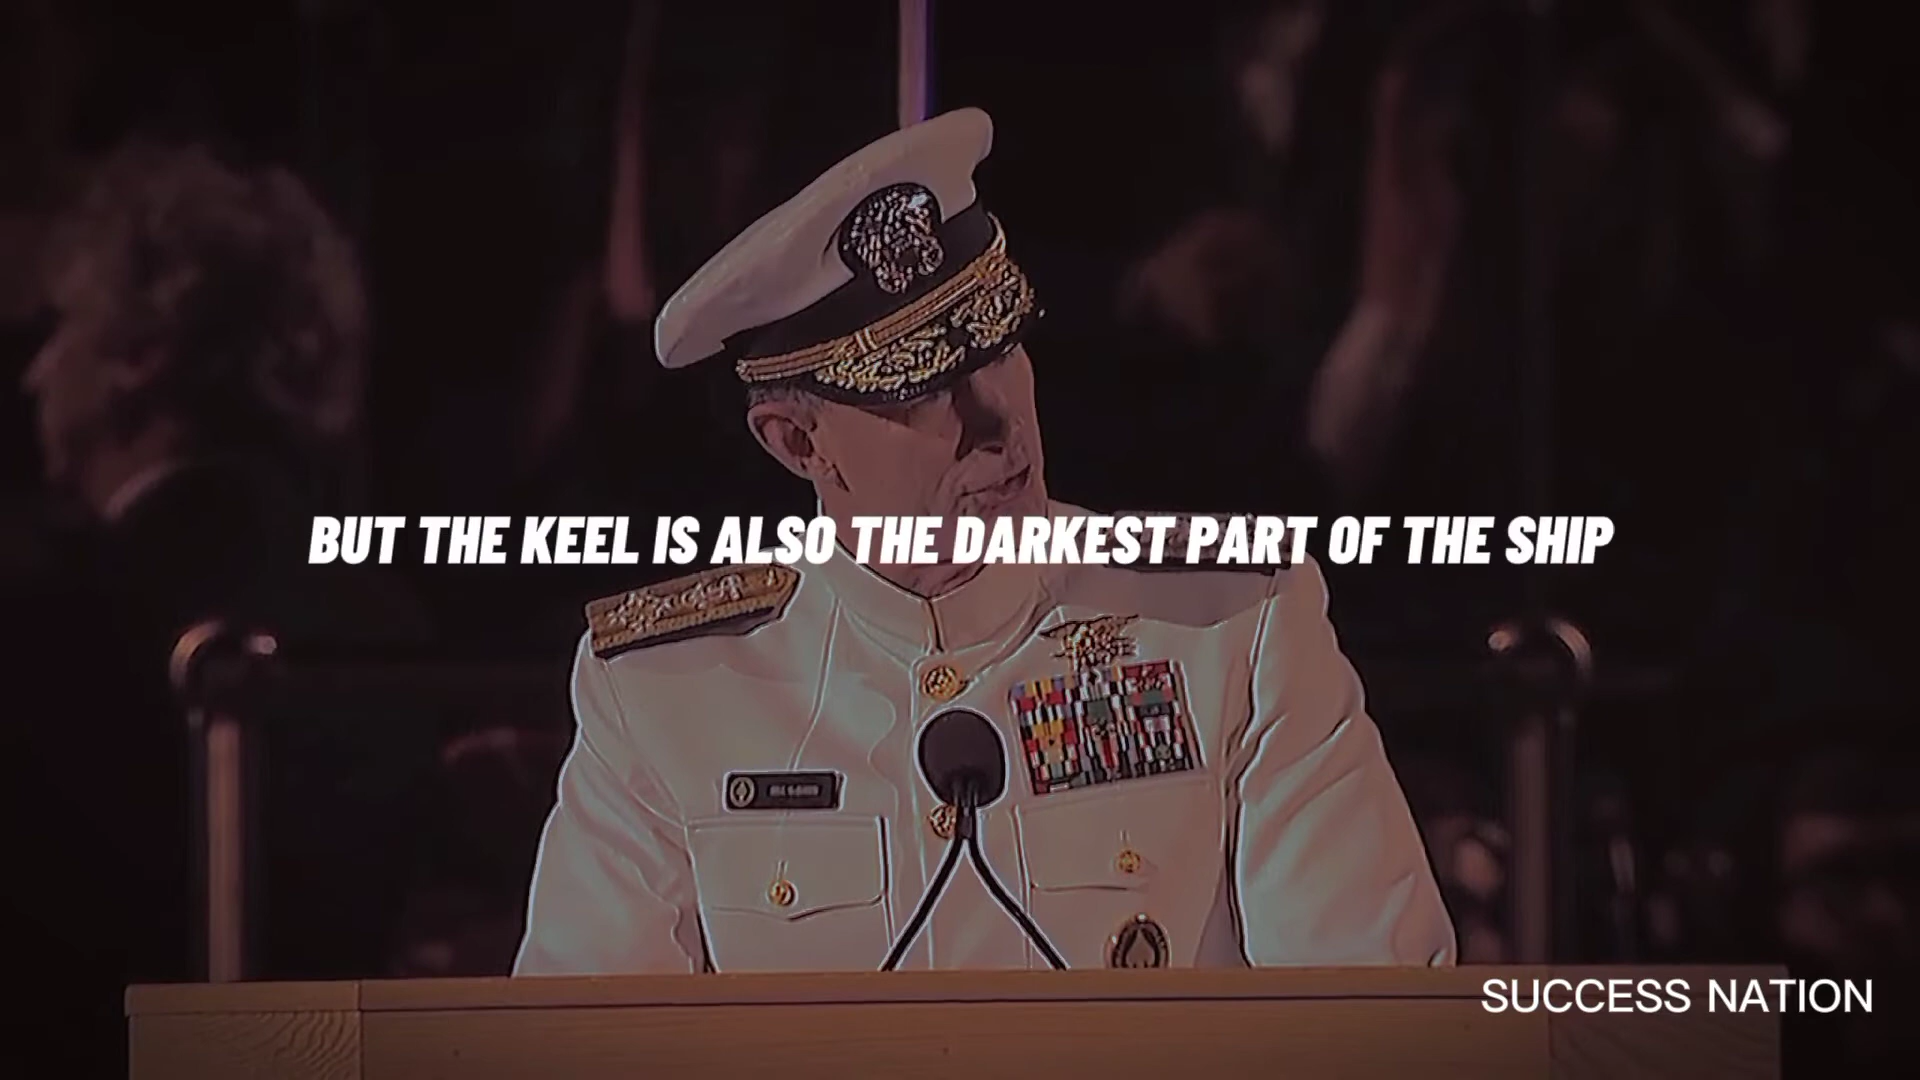 BUT THE KEEL IS ALSO THE DARKEST PART OF THE SHIP
SUCCESS NATION